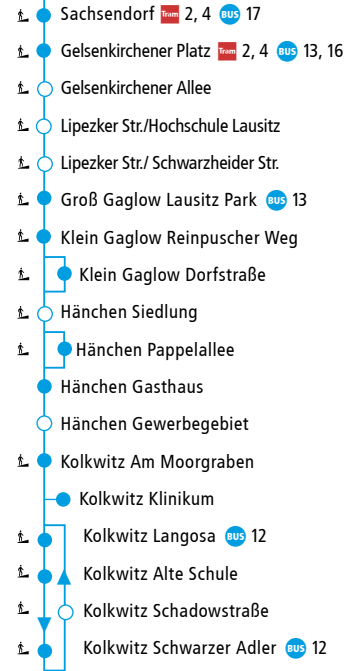 Sachsendorf Tram 2, 4 BUS 17
Gelsenkirchener Platz Tram 2, 4 BUS 13, 16
Gelsenkirchener Allee
Lipezker Str./Hochschule Lausitz
Lipezker Str./ Schwarzheider Str.
Groß Gaglow Lausitz Park BUS 13
Klein Gaglow Reinpuscher Weg
Klein Gaglow Dorfstraße
Hänchen Siedlung
Hänchen Pappelallee
Hänchen Gasthaus
Hänchen Gewerbegebiet
Kolkwitz Am Moorgraben
Kolkwitz Klinikum
Kolkwitz Langosa BUS 12
Kolkwitz Alte Schule
Kolkwitz Schadowstraße
Kolkwitz Schwarzer Adler BUS 12